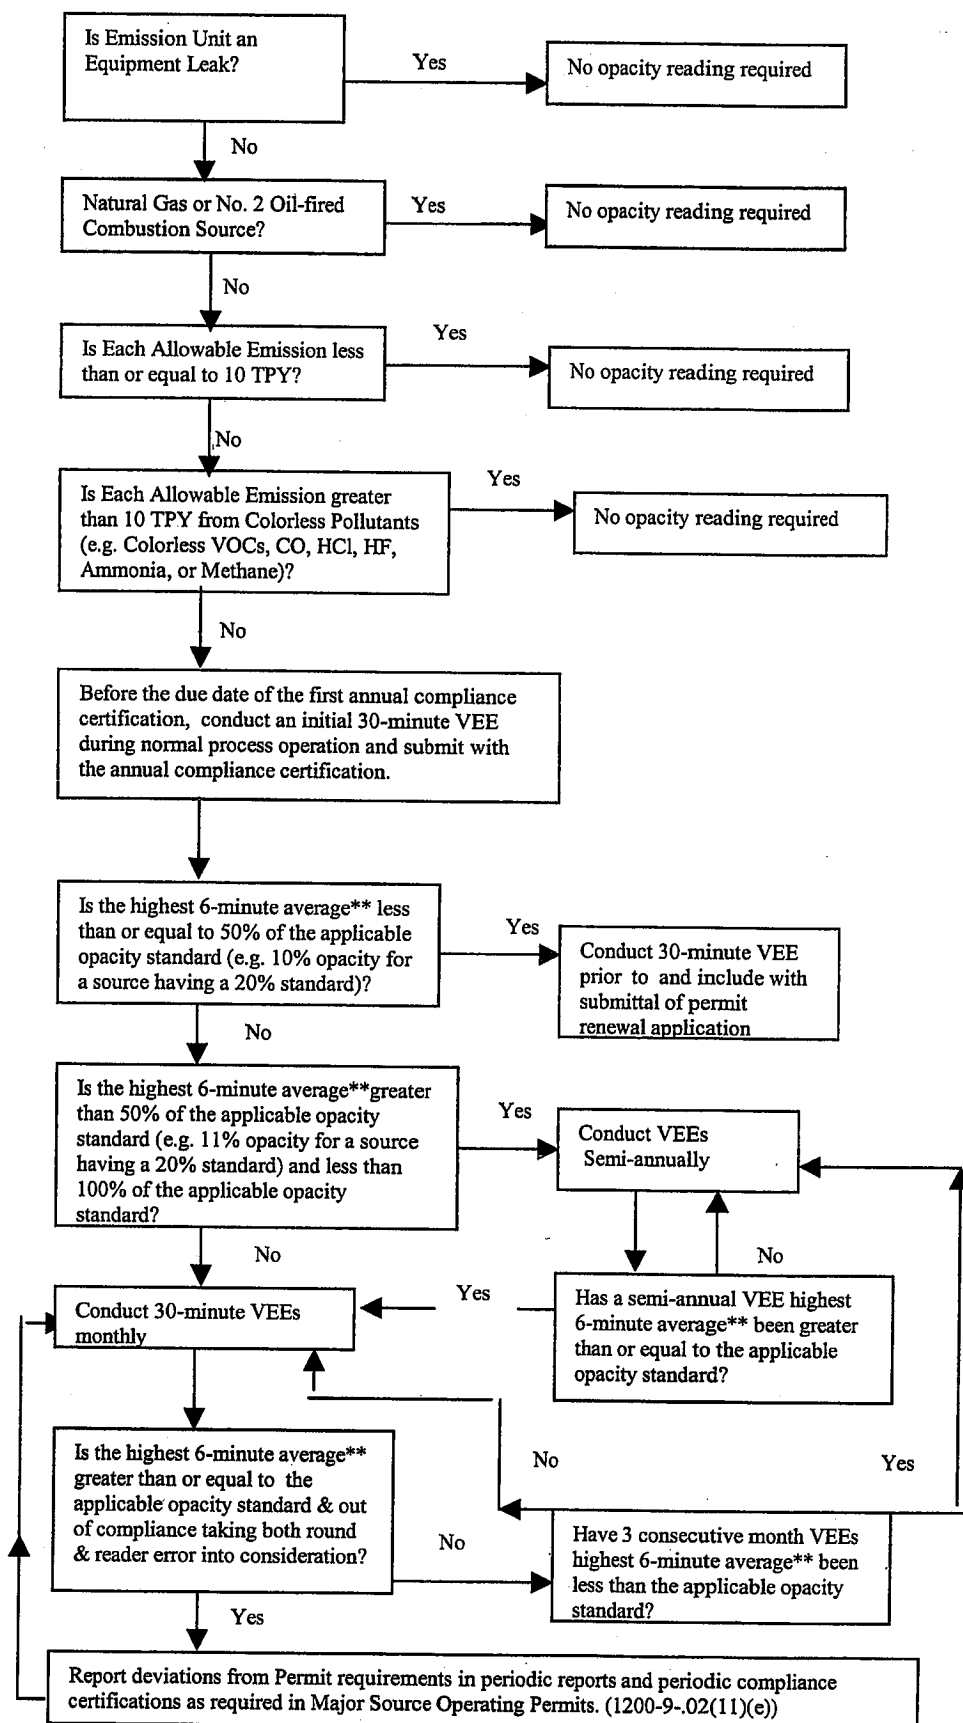 Is Emission Unit an
Equipment Leak?
Yes
No opacity reading required
No
Natural Gas or No. 2 Oil-fired
Combustion Source?
Yes
No opacity reading required
No
Is Each Allowable Emission less
than or equal to 10 TPY?
Yes
No opacity reading required
No
Is Each Allowable Emission greater
than 10 TPY from Colorless Pollutants
(e.g. Colorless VOCs, CO, HCl, HF,
Ammonia, or Methane)?
Yes
No opacity reading required
No
Before the due date of the first annual compliance
certification, conduct an initial 30-minute VEE
during normal process operation and submit with
the annual compliance certification.
Is the highest 6-minute average** less
than or equal to 50% of the applicable
opacity standard (e.g. 10% opacity for
a source having a 20% standard)?
Yes
Conduct 30-minute VEE
prior to and include with
submittal of permit
renewal application
No
Is the highest 6-minute average**greater
than 50% of the applicable opacity
standard (e.g. 11% opacity for a source
having a 20% standard) and less than
100% of the applicable opacity
standard?
Yes
Conduct VEEs
Semi-annually
No
No
Conduct 30-minute VEEs
monthly
Yes
Has a semi-annual VEE highest
6-minute average** been greater
than or equal to the applicable
opacity standard?
Is the highest 6-minute average**
greater than or equal to the
applicable opacity standard & out
of compliance taking both round
& reader error into consideration?
No
Yes
No
Have 3 consecutive month VEEs
highest 6-minute average** been
less than the applicable opacity
standard?
Yes
Report deviations from Permit requirements in periodic reports and periodic compliance
certifications as required in Major Source Operating Permits. (1200-9-.02(11)(e))